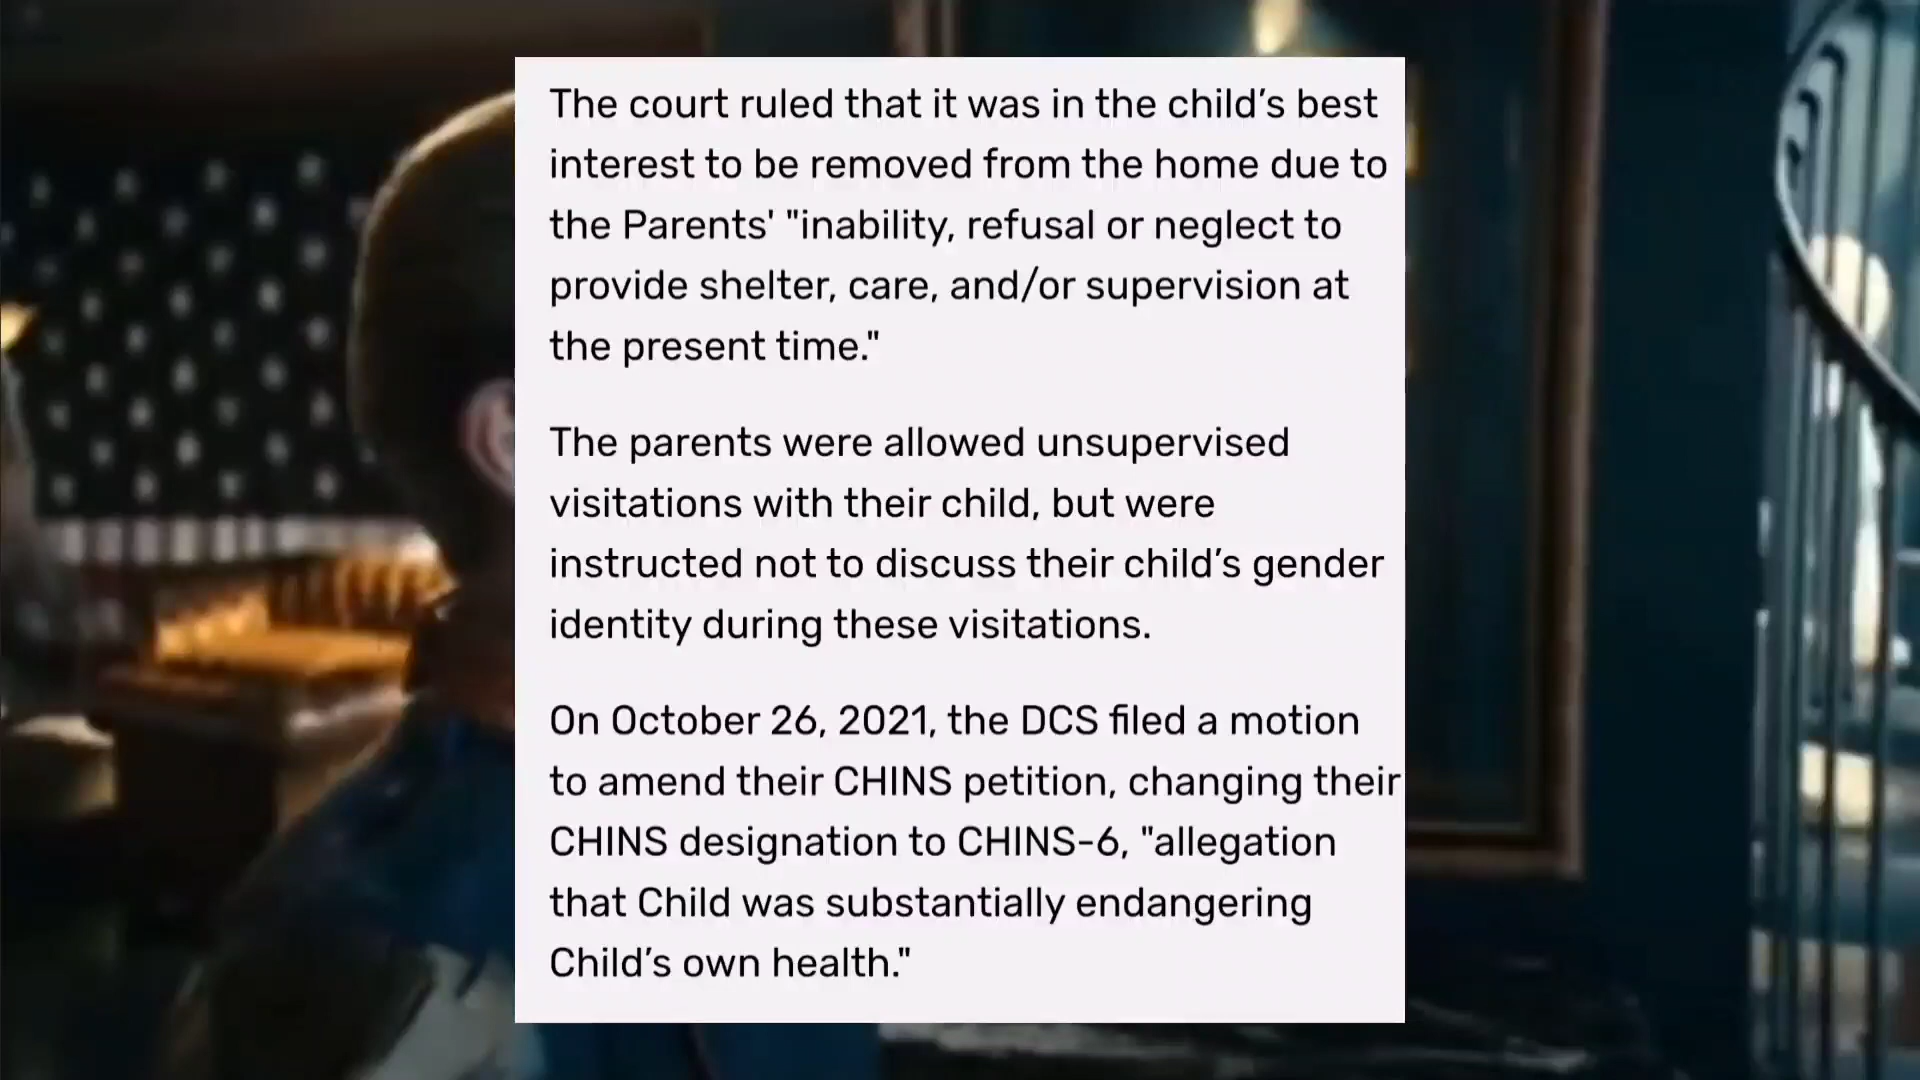 The court ruled that it was in the child’s best
interest to be removed from the home due to
the Parents' "inability, refusal or neglect to
provide shelter, care, and/or supervision at
the present time."
The parents were allowed unsupervised
visitations with their child, but were
instructed not to discuss their child’s gender
identity during these visitations.
On October 26, 2021, the DCS filed a motion
to amend their CHINS petition, changing their
CHINS designation to CHINS-6, "allegation
that Child was substantially endangering
Child’s own health."